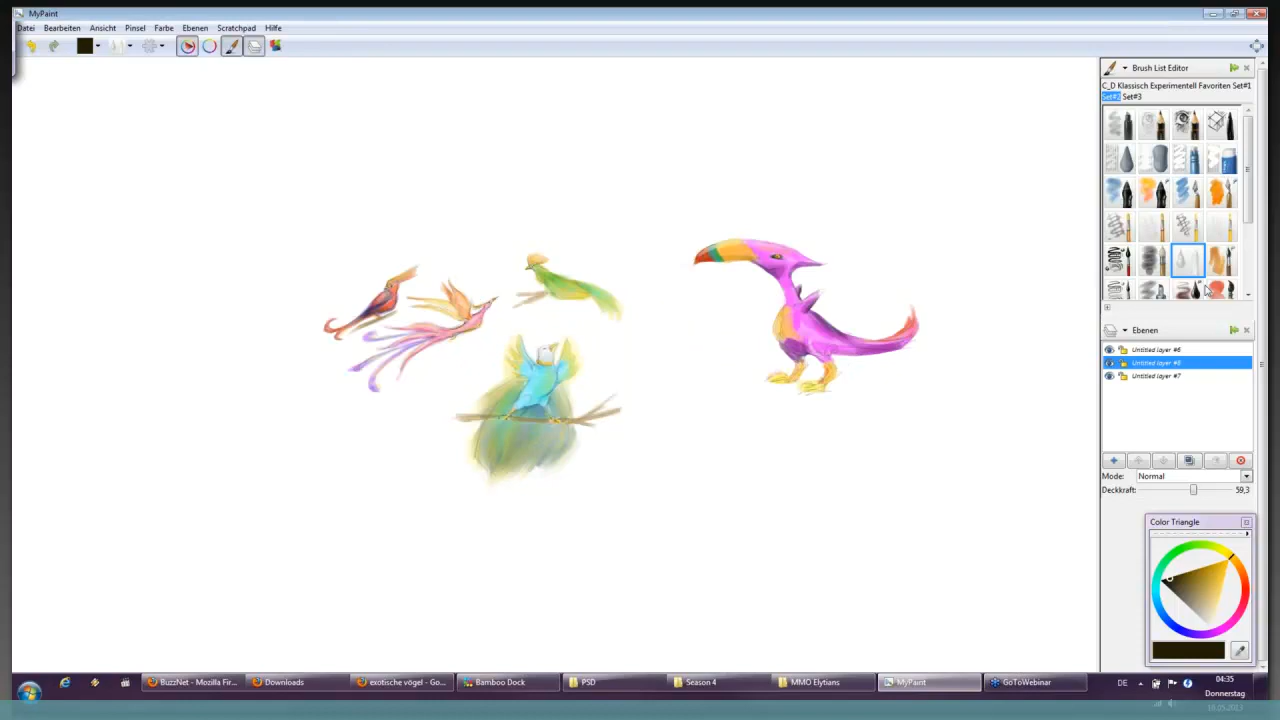 MyPaint
Datei Bearbeiten Ansicht Pinsel Farbe Ebenen Scratchpad Hilfe
Brush List Editor
C_D Klassisch Experimentell Favoriten Set#1
Set#2 Set#3
Ebenen
Untitled layer #6
Untitled layer #8
Untitled layer #7
Mode: Normal
Deckkraft: 59,3
Color Triangle
BuzzNet - Mozilla Fir... Downloads exotische vögel - Go... Bamboo Dock PSD Season 4 MMO Elytians MyPaint GoToWebinar DE 04:35
Donnerstag
16.05.2013